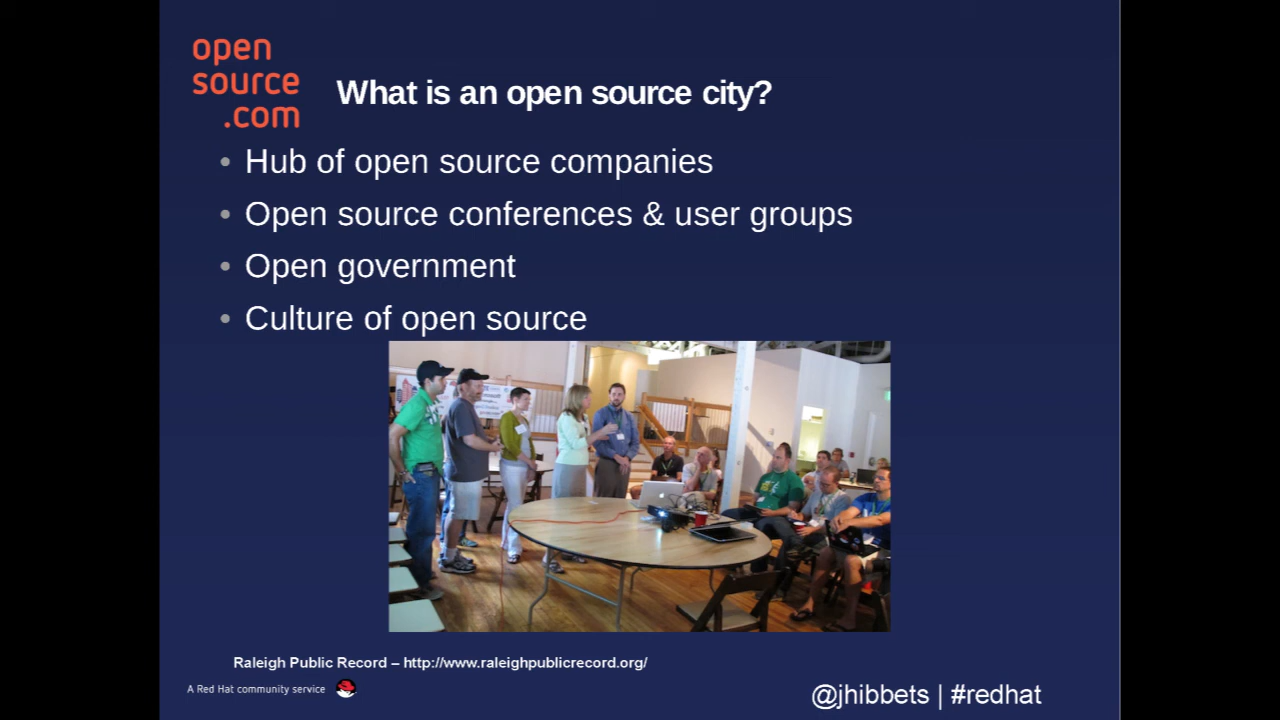 open
source
.com
What is an open source city?
• Hub of open source companies
• Open source conferences & user groups
• Open government
• Culture of open source
Raleigh Public Record – http://www.raleighpublicrecord.org/
A Red Hat community service
@jhibbets | #redhat